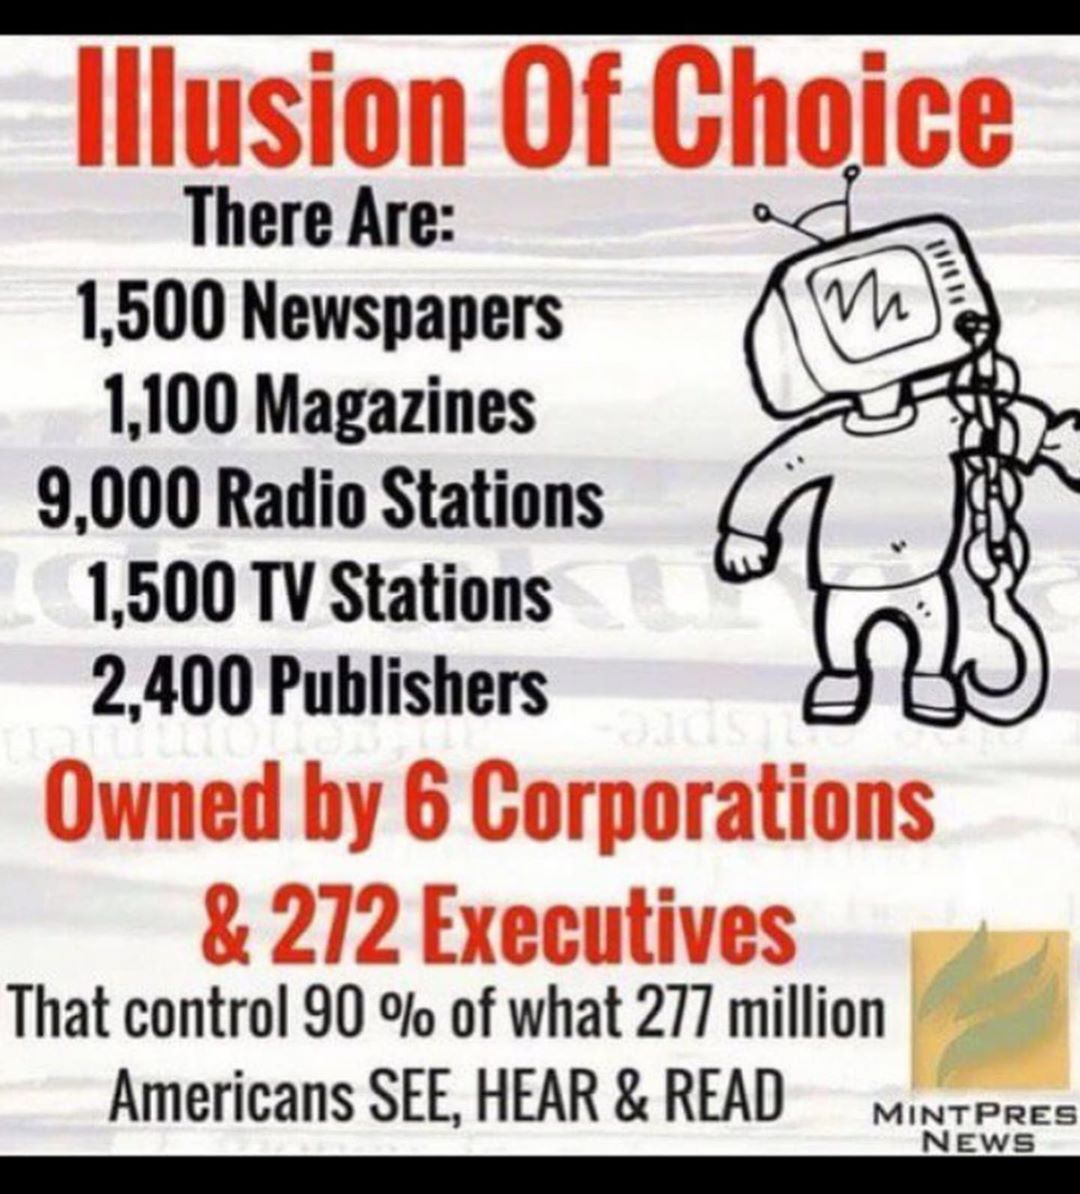 Illusion Of Choice
There Are:
1,500 Newspapers
1,100 Magazines
9,000 Radio Stations
1,500 TV Stations
2,400 Publishers
Owned by 6 Corporations
& 272 Executives
That control 90 % of what 277 million
Americans SEE, HEAR & READ
MINTPRES
NEWS